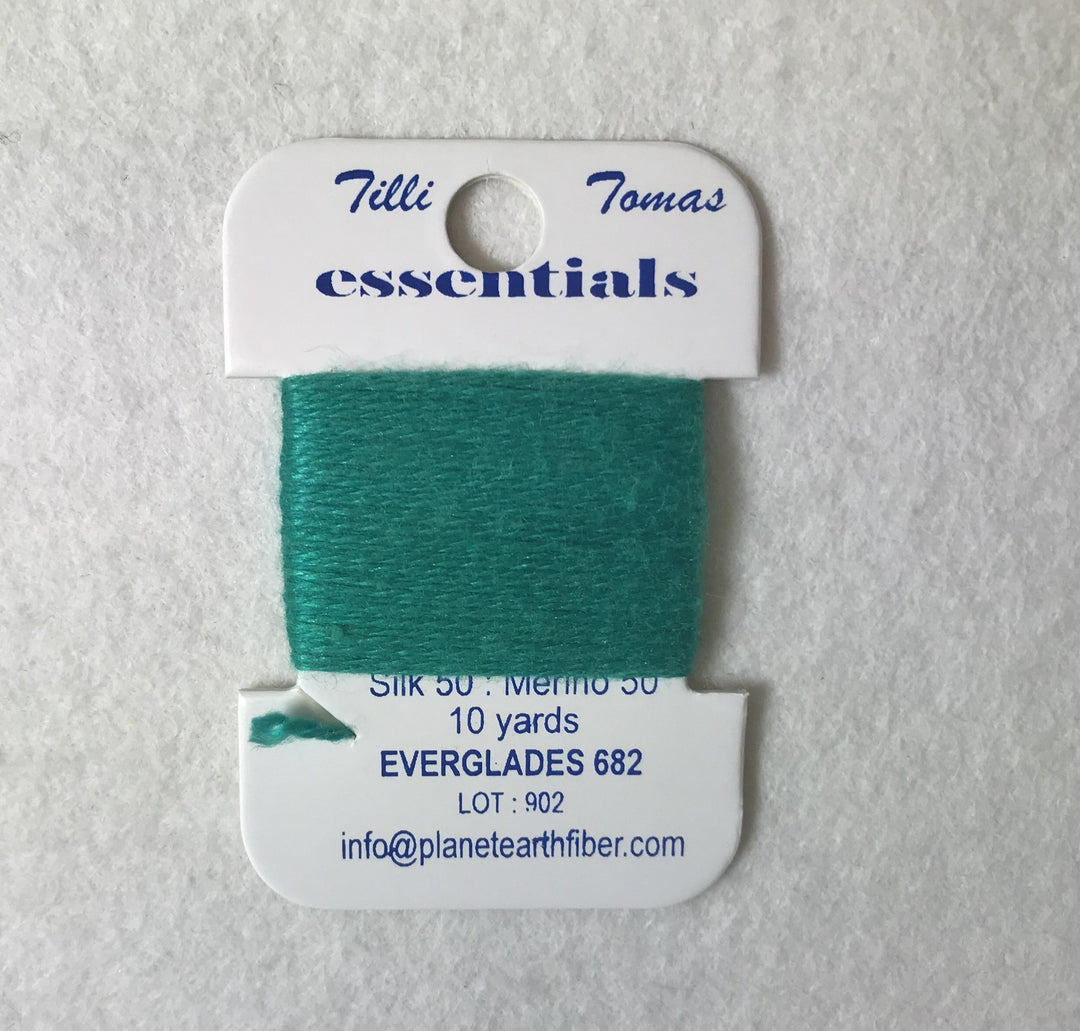 Tilli Tomas
essentials
Silk 50 : Merino 50
10 yards
EVERGLADES 682
LOT : 902
info@planetearthfiber.com